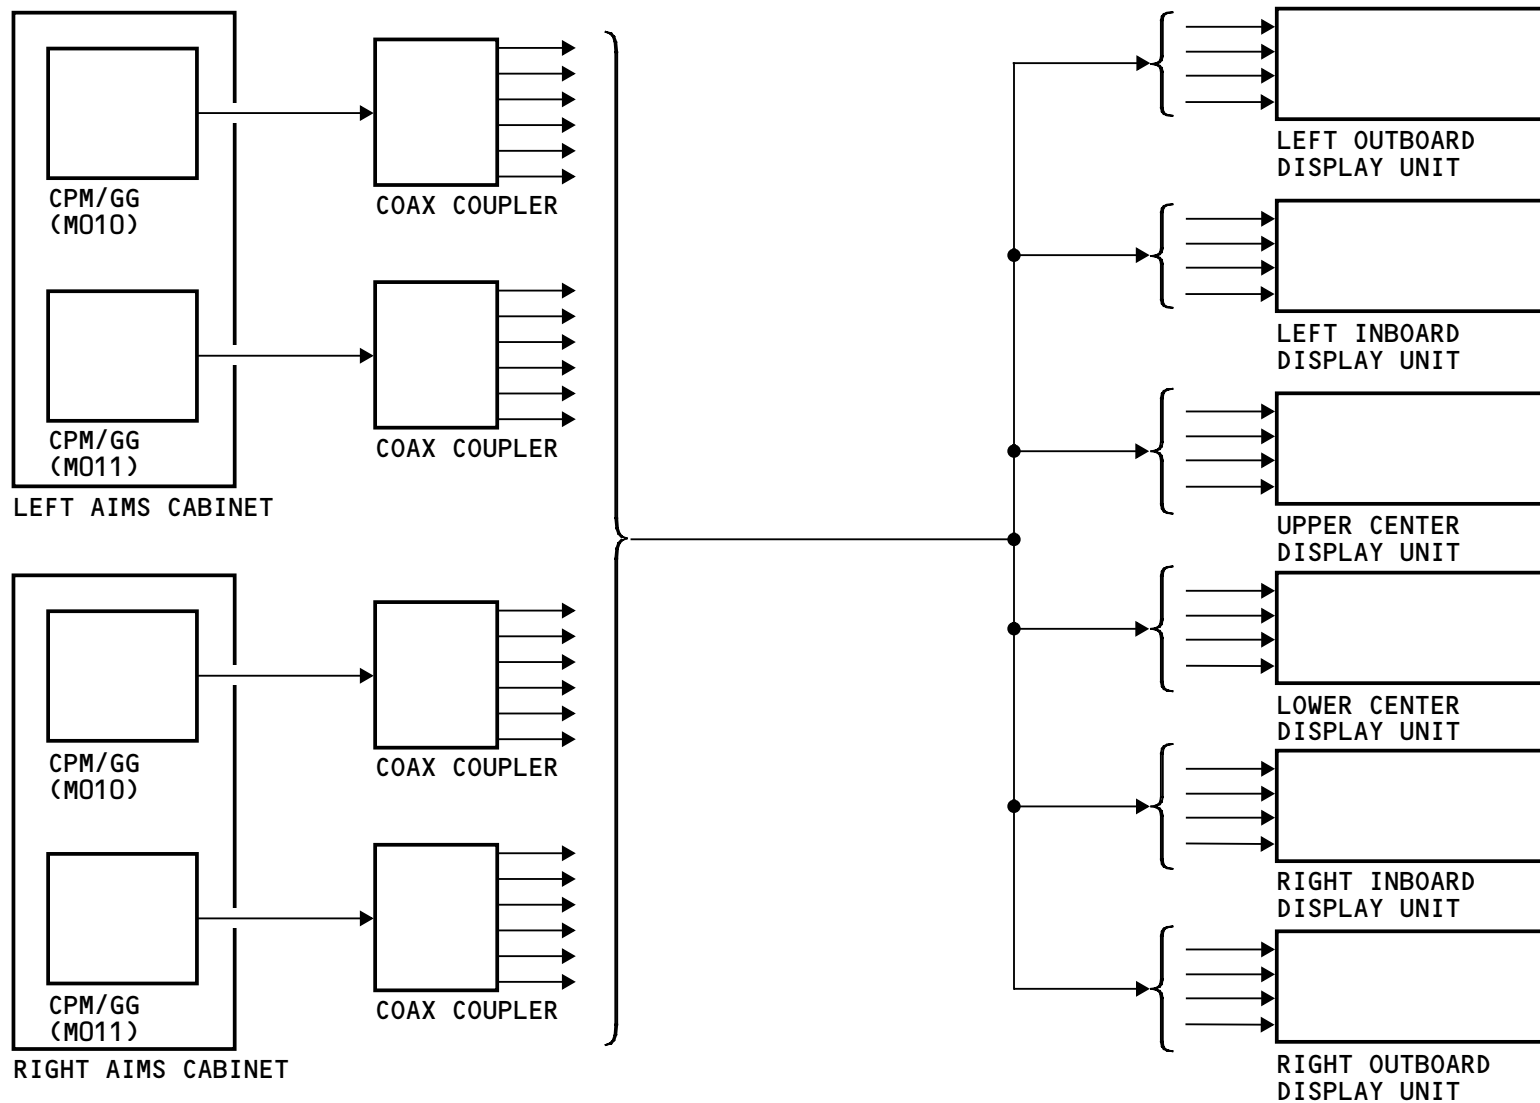 CPM/GG
(M010)
COAX COUPLER
CPM/GG
(M011)
COAX COUPLER
LEFT AIMS CABINET
CPM/GG
(M010)
COAX COUPLER
CPM/GG
(M011)
COAX COUPLER
RIGHT AIMS CABINET
LEFT OUTBOARD
DISPLAY UNIT
LEFT INBOARD
DISPLAY UNIT
UPPER CENTER
DISPLAY UNIT
LOWER CENTER
DISPLAY UNIT
RIGHT INBOARD
DISPLAY UNIT
RIGHT OUTBOARD
DISPLAY UNIT